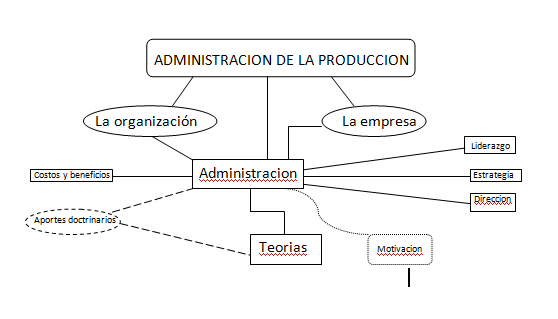 ADMINISTRACION DE LA PRODUCCION
La organización
La empresa
Liderazgo
Administracion
Costos y beneficios
Estrategia
Direccion
Aportes doctrinarios
Teorias
Motivacion